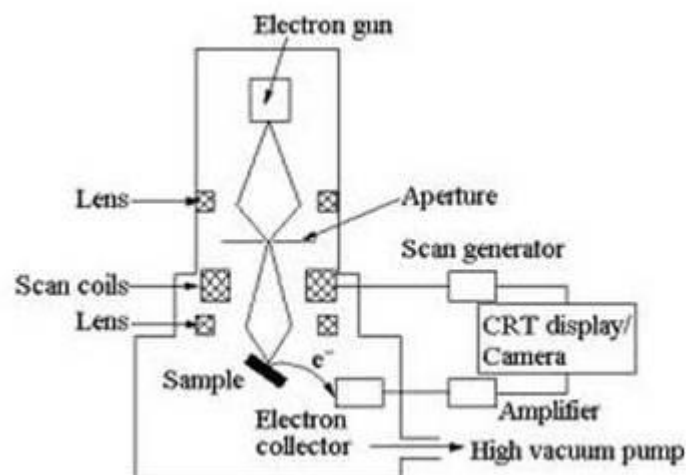 Electron gun
Lens
Aperture
Scan generator
Scan coils
Lens
CRT display/
Camera
e⁻
Sample
Electron
collector
Amplifier
High vacuum pump